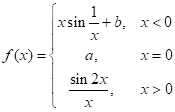 f(x) = { x sin 1/x + b, x < 0
a, x = 0
sin 2x / x, x > 0